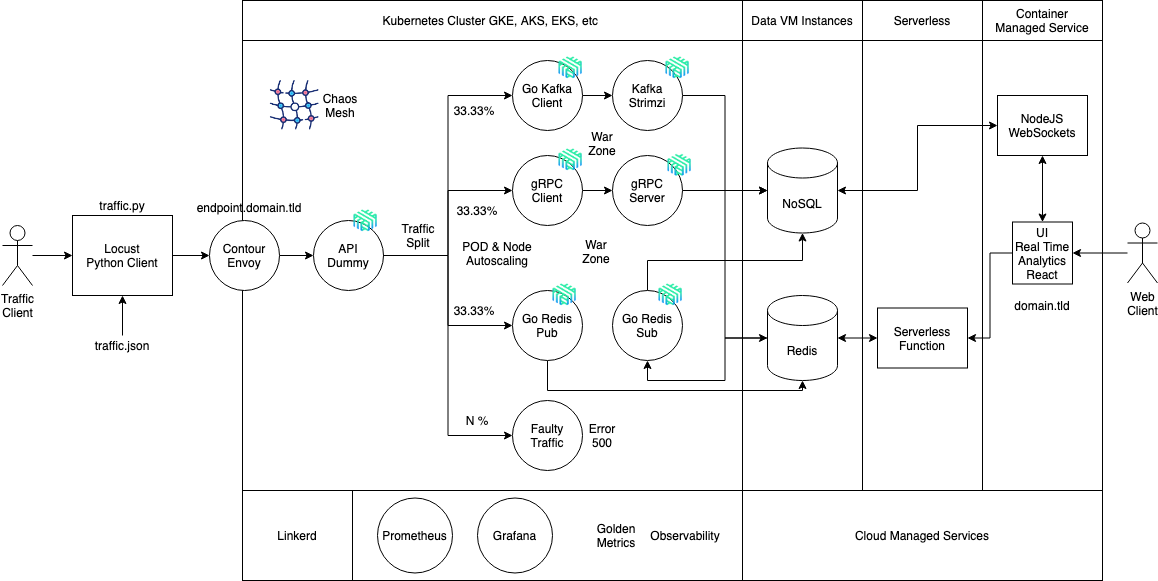 Kubernetes Cluster GKE, AKS, EKS, etc
Data VM Instances
Serverless
Container
Managed Service
Chaos
Mesh
Go Kafka
Client
Kafka
Strimzi
33.33%
NodeJS
WebSockets
War
Zone
gRPC
Client
gRPC
Server
NoSQL
33.33%
traffic.py
endpoint.domain.tld
Traffic
Split
Locust
Python Client
Contour
Envoy
API
Dummy
POD & Node
Autoscaling
War
Zone
UI
Real Time
Analytics
React
Traffic
Client
domain.tld
Web
Client
33.33%
Go Redis
Pub
Go Redis
Sub
Redis
Serverless
Function
traffic.json
N %
Faulty
Traffic
Error
500
Linkerd
Prometheus
Grafana
Golden
Metrics
Observability
Cloud Managed Services